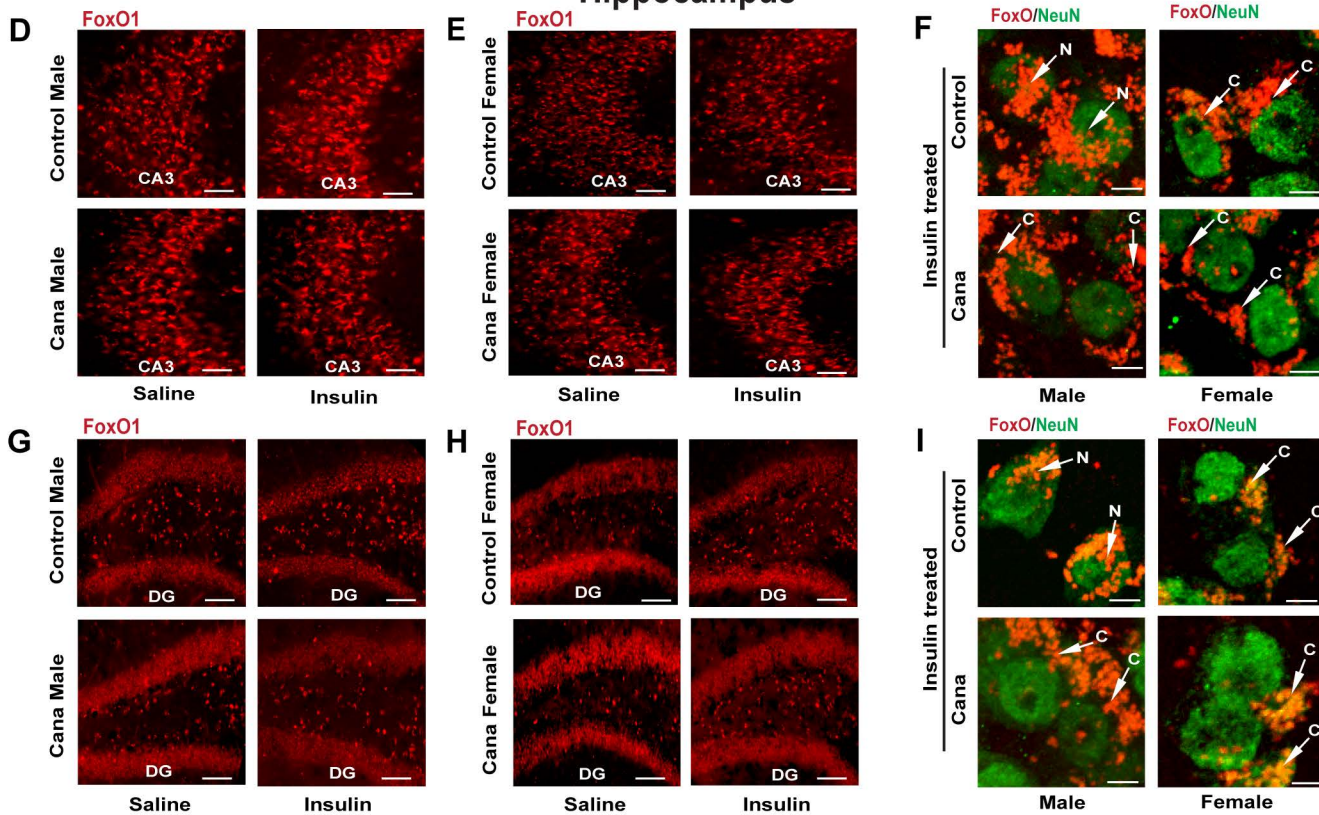 Hippocampus
D
FoxO1
Control Male
CA3
CA3
Cana Male
CA3
CA3
Saline
Insulin
E
Control Female
CA3
CA3
Cana Female
CA3
CA3
Saline
Insulin
F
FoxO/NeuN
FoxO/NeuN
Insulin treated
Control
N
N
C
C
Cana
C
C
C
C
Male
Female
G
FoxO1
Control Male
DG
DG
Cana Male
DG
DG
Saline
Insulin
H
FoxO1
Control Female
DG
DG
Cana Female
DG
DG
Saline
Insulin
I
FoxO/NeuN
FoxO/NeuN
Insulin treated
Control
N
N
C
C
Cana
C
C
C
C
Male
Female